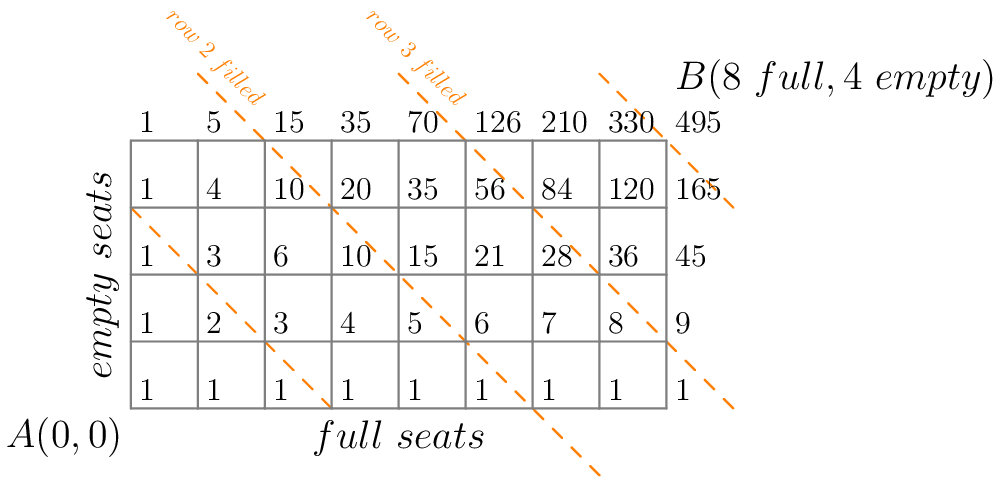 row 2 filled
row 3 filled
B(8 full, 4 empty)
1 5 15 35 70 126 210 330 495
1 4 10 20 35 56 84 120 165
1 3 6 10 15 21 28 36 45
1 2 3 4 5 6 7 8 9
1 1 1 1 1 1 1 1 1
empty seats
A(0, 0)
full seats